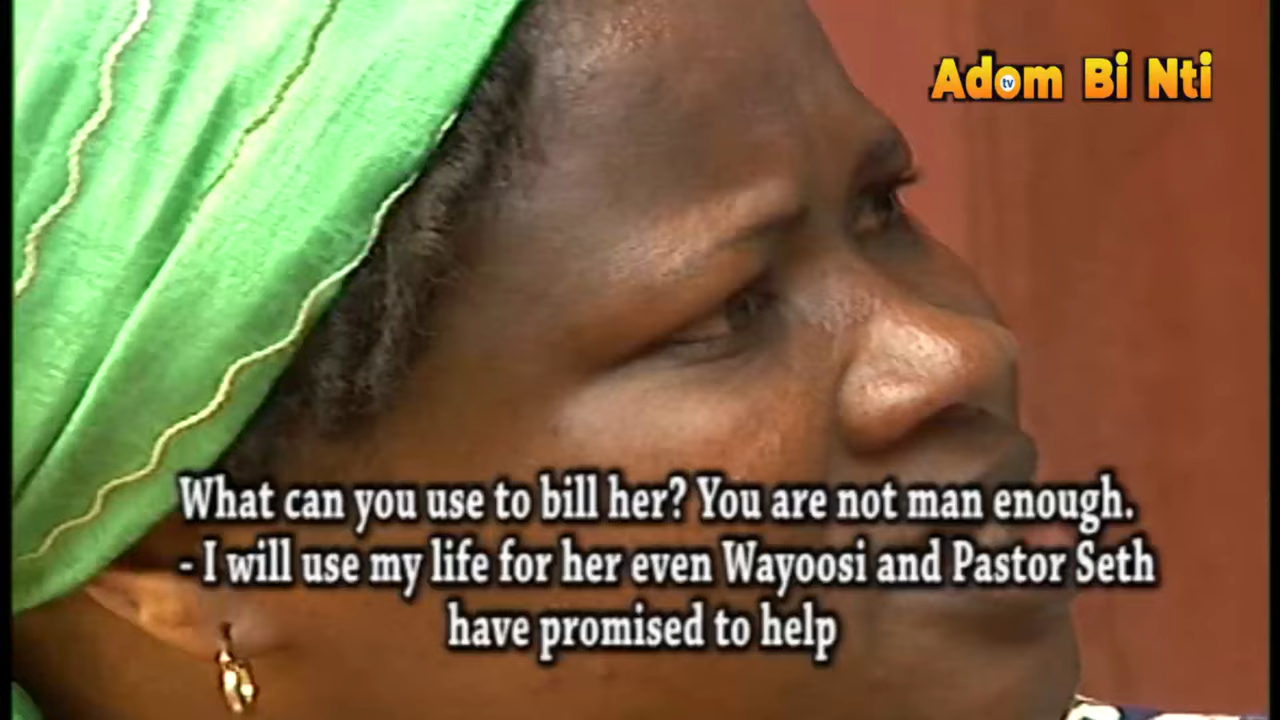 Adom Bi Nti
tv
What can you use to bill her? You are not man enough.
- I will use my life for her even Wayoosi and Pastor Seth
have promised to help